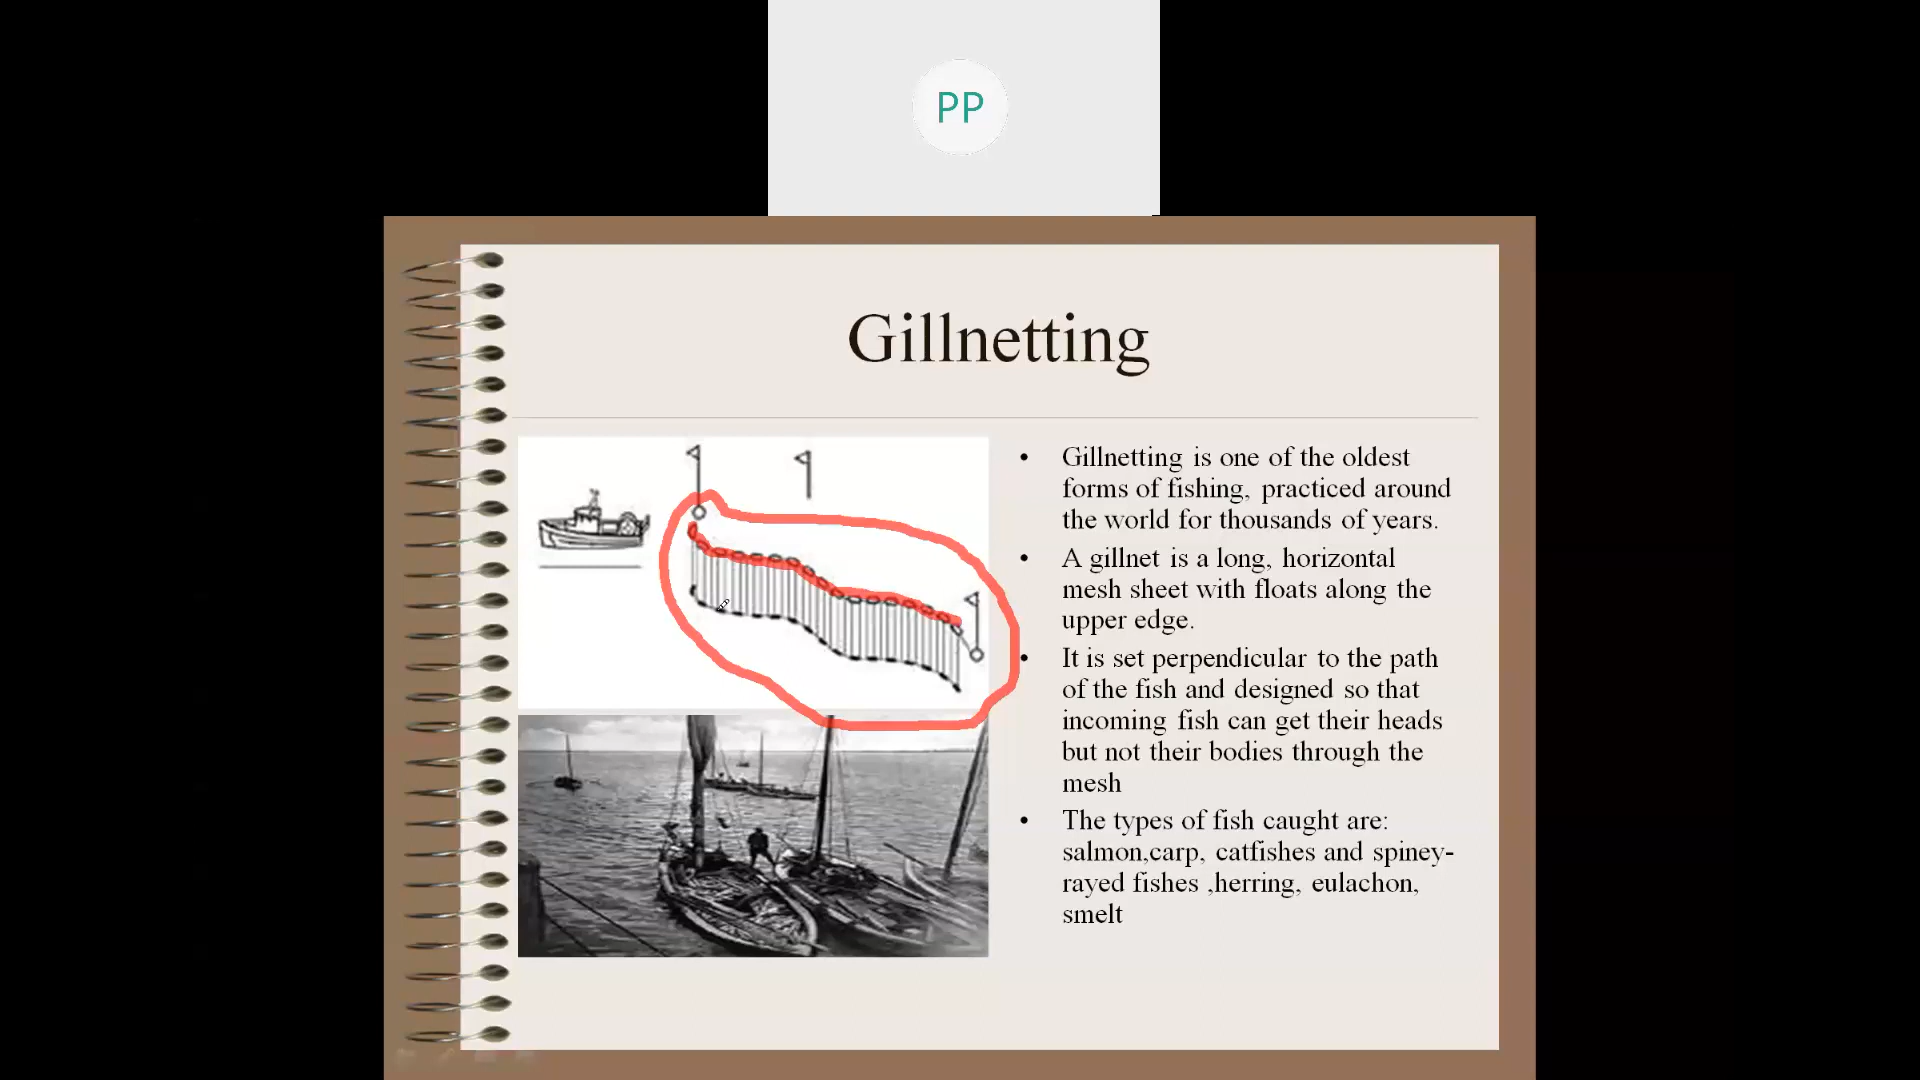 PP
Gillnetting
• Gillnetting is one of the oldest
forms of fishing, practiced around
the world for thousands of years.
• A gillnet is a long, horizontal
mesh sheet with floats along the
upper edge.
• It is set perpendicular to the path
of the fish and designed so that
incoming fish can get their heads
but not their bodies through the
mesh
• The types of fish caught are:
salmon,carp, catfishes and spiney-
rayed fishes ,herring, eulachon,
smelt